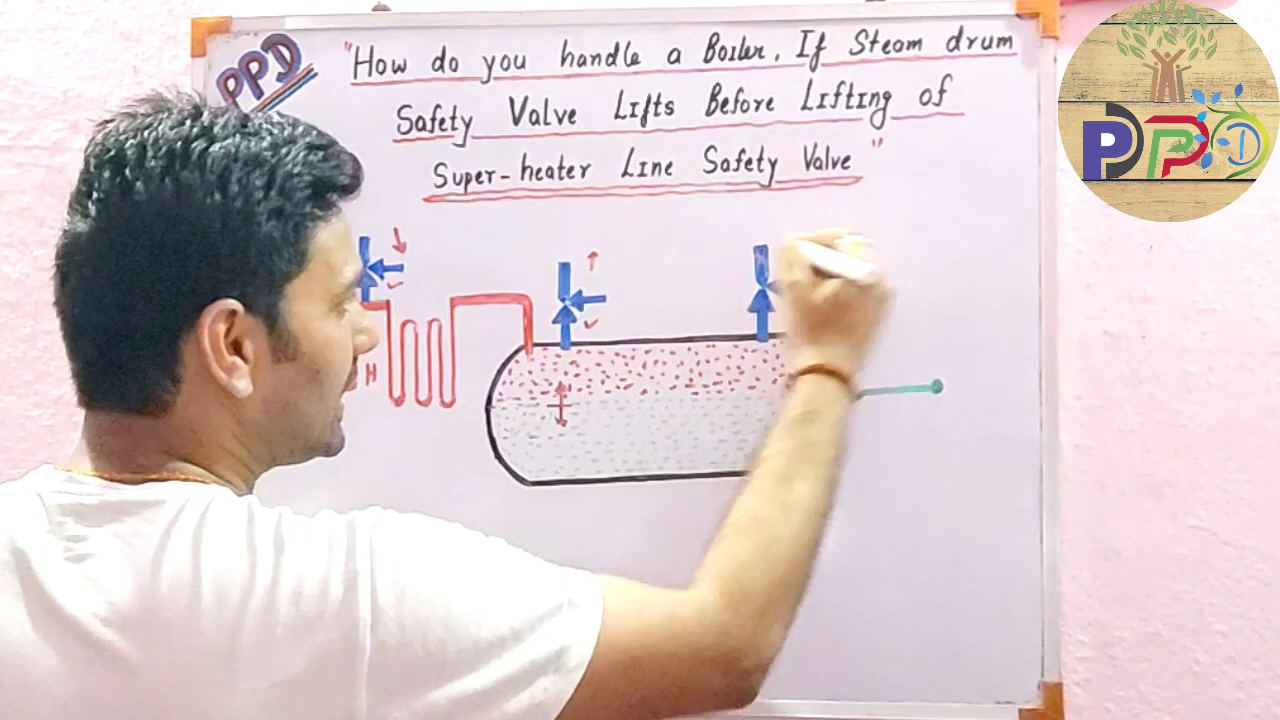 PPD
"How do you handle a Boiler, If Steam drum
Safety Valve Lifts Before Lifting of
Super-heater Line Safety Valve"
PPD
D
H